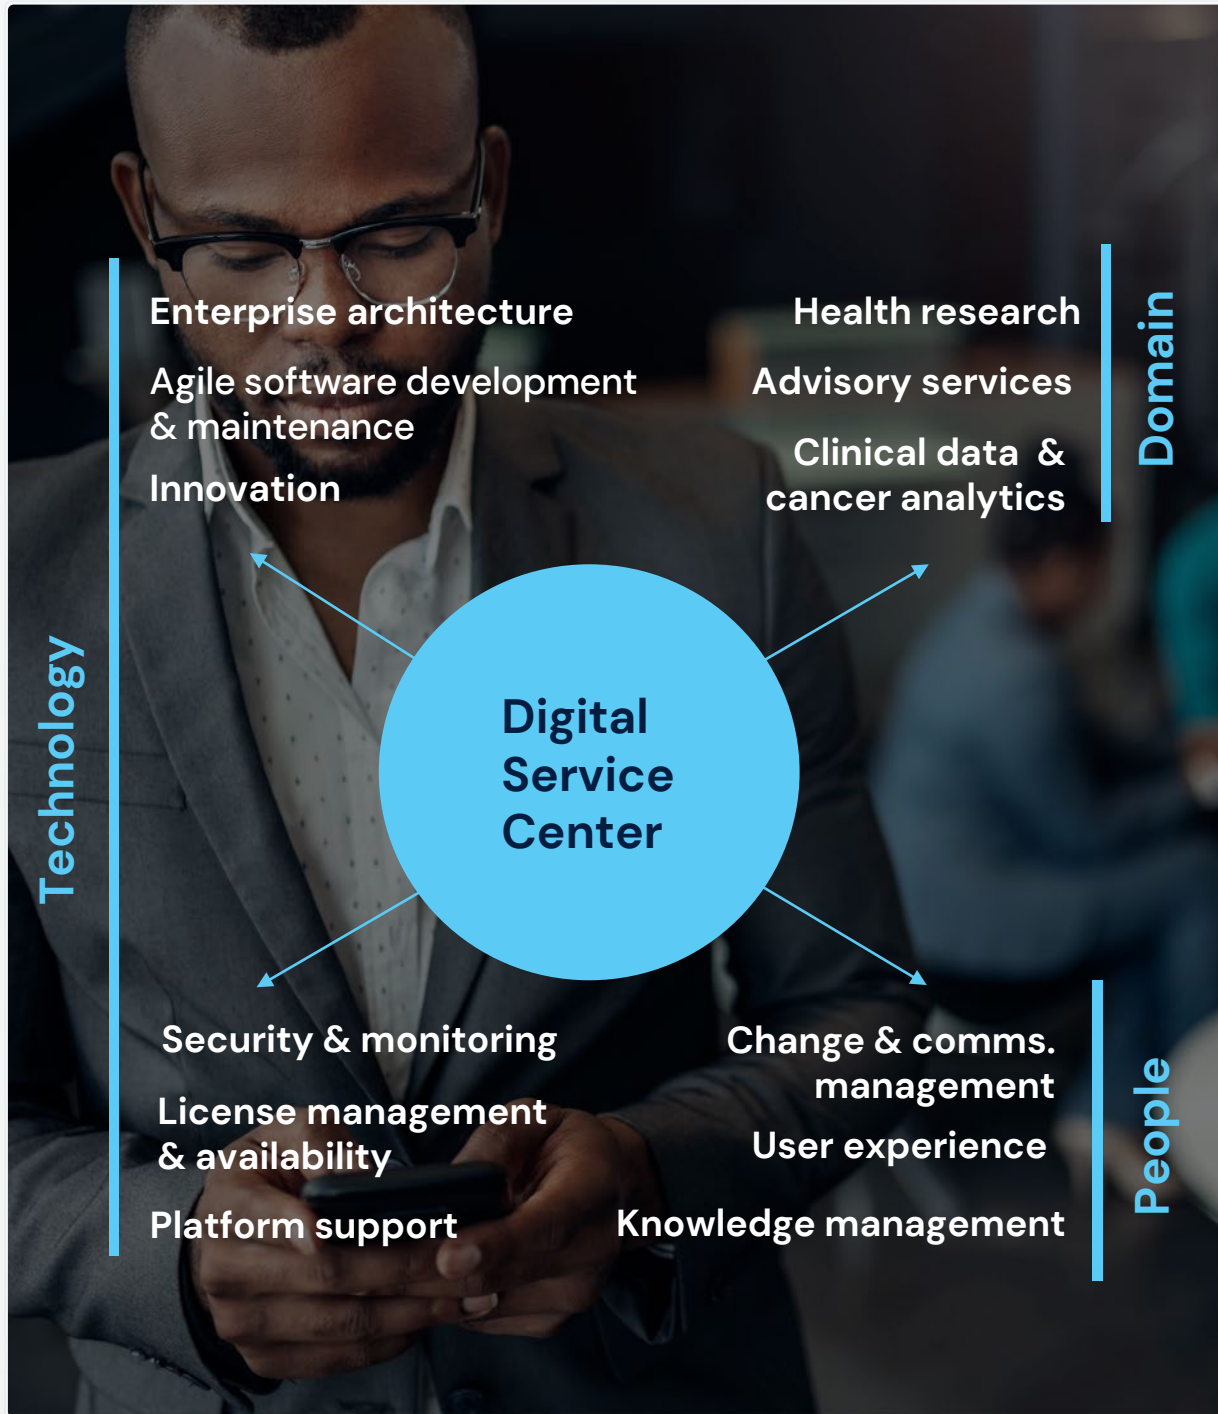 Technology
Enterprise architecture
Agile software development
& maintenance
Innovation
Health research
Advisory services
Clinical data &
cancer analytics
Domain
Digital
Service
Center
Security & monitoring
License management
& availability
Platform support
Change & comms.
management
User experience
Knowledge management
People